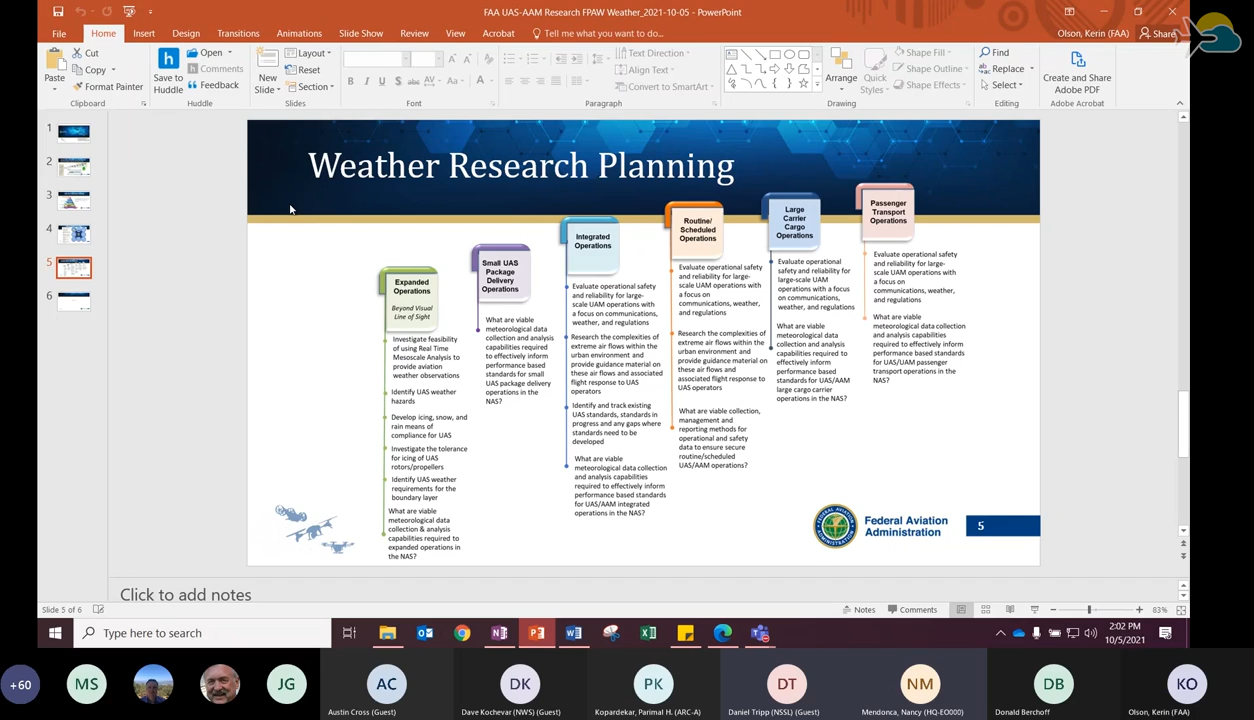 FAA UAS-AAM Research FPAW Weather_2021-10-05 - PowerPoint
File
Home
Insert
Design
Transitions
Animations
Slide Show
Review
View
Acrobat
Tell me what you want to do...
Olson, Kerin (FAA)
Share
Paste
Cut
Copy
Format Painter
Clipboard
Save to
Huddle
Open
Comments
Feedback
Huddle
New
Slide
Layout
Reset
Section
Slides
B I U S abc AV Aa A
Font
Text Direction
Align Text
Convert to SmartArt
Paragraph
Arrange
Quick
Styles
Shape Fill
Shape Outline
Shape Effects
Drawing
Find
Replace
Select
Editing
Create and Share
Adobe PDF
Adobe Acrobat
1
2
3
4
5
6
Weather Research Planning
Expanded
Operations
Beyond Visual
Line of Sight
Investigate feasibility
of using Real Time
Mesoscale Analysis to
provide aviation
weather observations
Identify UAS weather
hazards
Develop icing, snow, and
rain means of
compliance for UAS
Investigate the tolerance
for icing of UAS
rotors/propellers
Identify UAS weather
requirements for the
boundary layer
What are viable
meteorological data
collection & analysis
capabilities required to
expanded operations in
the NAS?
Small UAS
Package
Delivery
Operations
What are viable
meteorological data
collection and analysis
capabilities required
to effectively inform
performance based
standards for small
UAS package delivery
operations in the
NAS?
Integrated
Operations
Evaluate operational safety
and reliability for large-
scale UAM operations with
a focus on communications,
weather, and regulations
Research the complexities of
extreme air flows within the
urban environment and
provide guidance material on
these air flows and associated
flight response to UAS
operators
Identify and track existing
UAS standards, standards in
progress and any gaps where
standards need to be
developed
What are viable
meteorological data collection
and analysis capabilities
required to effectively inform
performance based standards
for UAS/AAM integrated
operations in the NAS?
Routine/
Scheduled
Operations
Evaluate operational safety
and reliability for large-
scale UAM operations with
a focus on
communications, weather,
and regulations
Research the complexities of
extreme air flows within the
urban environment and
provide guidance material on
these air flows and
associated flight response to
UAS operators
What are viable collection,
management and
reporting methods for
operational and safety
data to ensure secure
routine/scheduled
UAS/AAM operations?
Large
Carrier
Cargo
Operations
Evaluate operational
safety and reliability for
large-scale UAM
operations with a focus
on communications,
weather, and regulations
What are viable
meteorological data
collection and analysis
capabilities required to
effectively inform
performance based
standards for UAS/AAM
large cargo carrier
operations in the NAS?
Passenger
Transport
Operations
Evaluate operational safety
and reliability for large-
scale UAM operations with
a focus on
communications, weather,
and regulations
What are viable
meteorological data collection
and analysis capabilities
required to effectively inform
performance based standards
for UAS/UAM passenger
transport operations in the
NAS?
Federal Aviation
Administration
5
Click to add notes
Slide 5 of 6
Notes
Comments
83%
Type here to search
2:02 PM
10/5/2021
+60
MS
JG
AC
Austin Cross (Guest)
DK
Dave Kochevar (NWS) (Guest)
PK
Kopardekar, Parimal H. (ARC-A)
DT
Daniel Tripp (NSSL) (Guest)
NM
Mendonca, Nancy (HQ-EO000)
DB
Donald Berchoff
KO
Olson, Kerin (FAA)